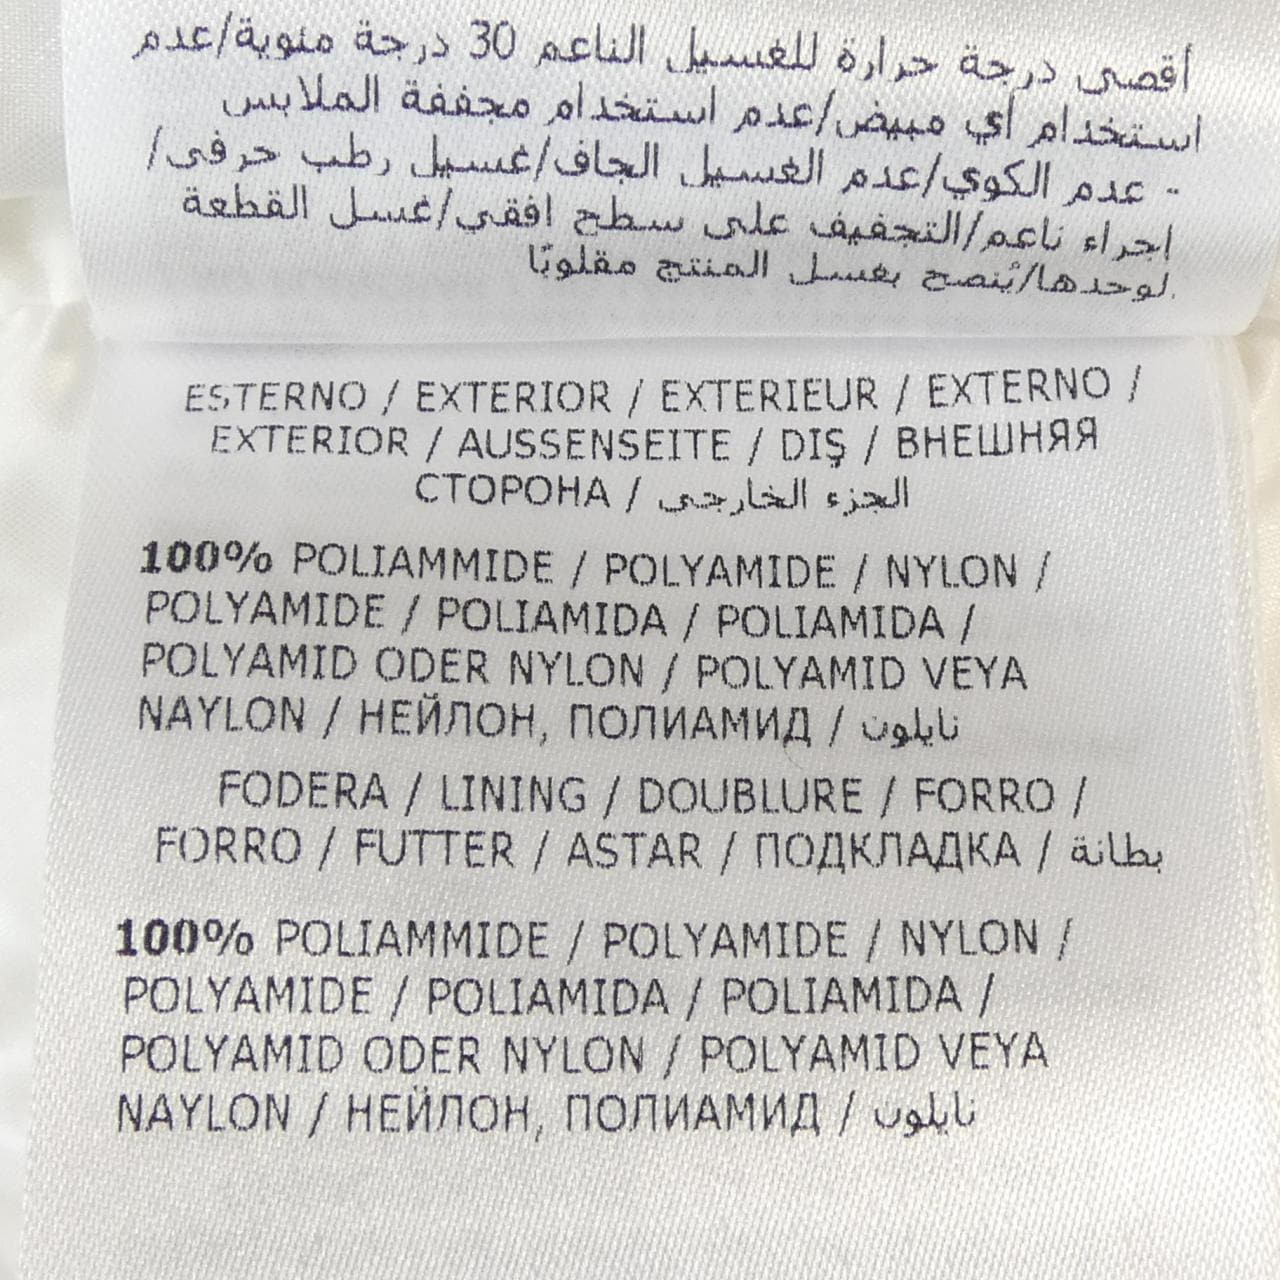 أقصى درجة حرارة للغسيل الناعم 30 درجة مئوية/عدم
استخدام أي مبيض/عدم استخدام مجففة الملابس
- عدم الكوي/عدم الغسيل الجاف/غسيل رطب حرفى/
اجراء ناعم/التجفيف على سطح افقي/غسل القطعة
لوحدها/يُنصح بغسل المنتج مقلوبًا.
ESTERNO / EXTERIOR / EXTERIEUR / EXTERNO /
EXTERIOR / AUSSENSEITE / DIŞ / ВНЕШНЯЯ
СТОРОНА / الجزء الخارجى
100% POLIAMMIDE / POLYAMIDE / NYLON /
POLYAMIDE / POLIAMIDA / POLIAMIDA /
POLYAMID ODER NYLON / POLYAMID VEYA
NAYLON / НЕЙЛОН, ПОЛИАМИД / نايلون
FODERA / LINING / DOUBLURE / FORRO /
FORRO / FUTTER / ASTAR / ПОДКЛАДКА / بطانة
100% POLIAMMIDE / POLYAMIDE / NYLON /
POLYAMIDE / POLIAMIDA / POLIAMIDA /
POLYAMID ODER NYLON / POLYAMID VEYA
NAYLON / НЕЙЛОН, ПОЛИАМИД / نايلون